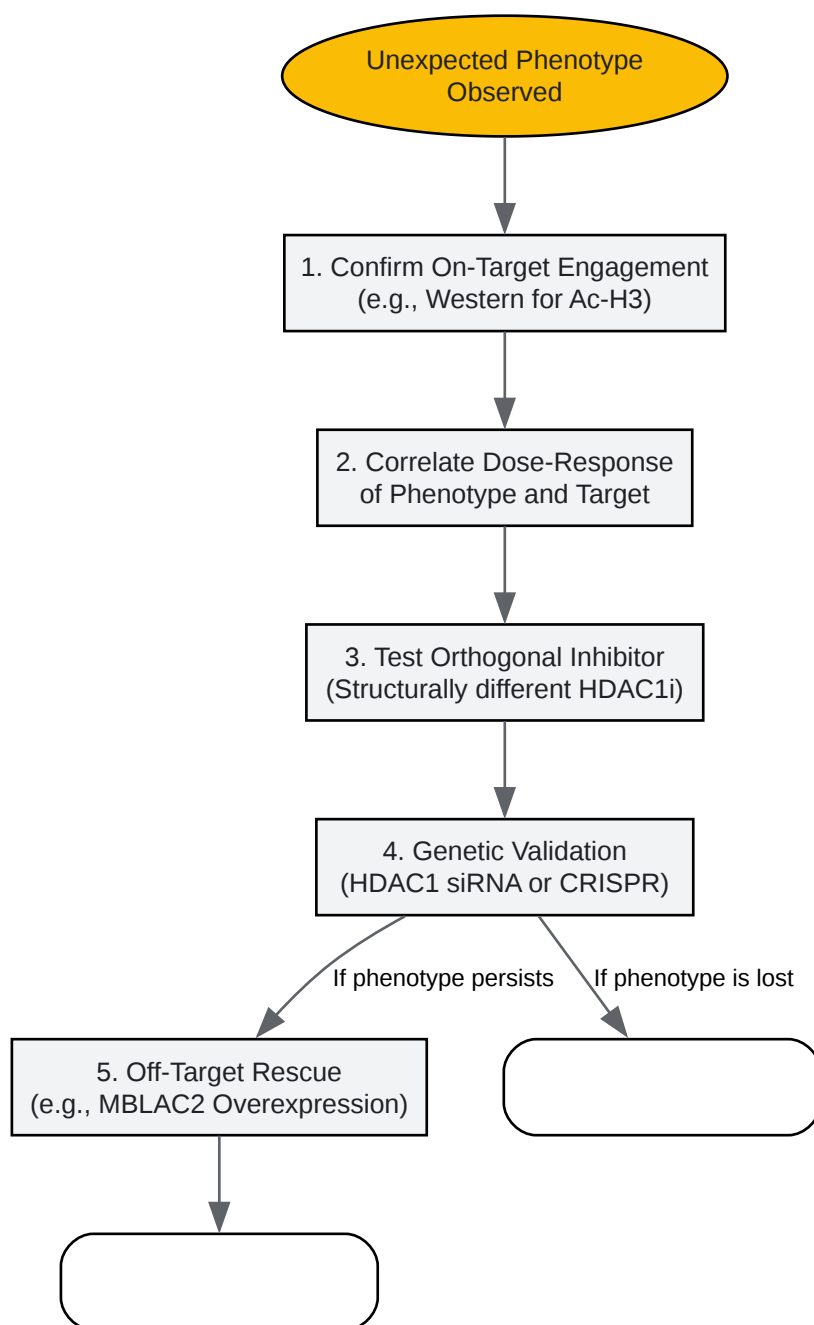 Unexpected Phenotype
Observed
1. Confirm On-Target Engagement
(e.g., Western for Ac-H3)
2. Correlate Dose-Response
of Phenotype and Target
3. Test Orthogonal Inhibitor
(Structurally different HDAC1i)
4. Genetic Validation
(HDAC1 siRNA or CRISPR)
If phenotype persists
If phenotype is lost
5. Off-Target Rescue
(e.g., MBLAC2 Overexpression)